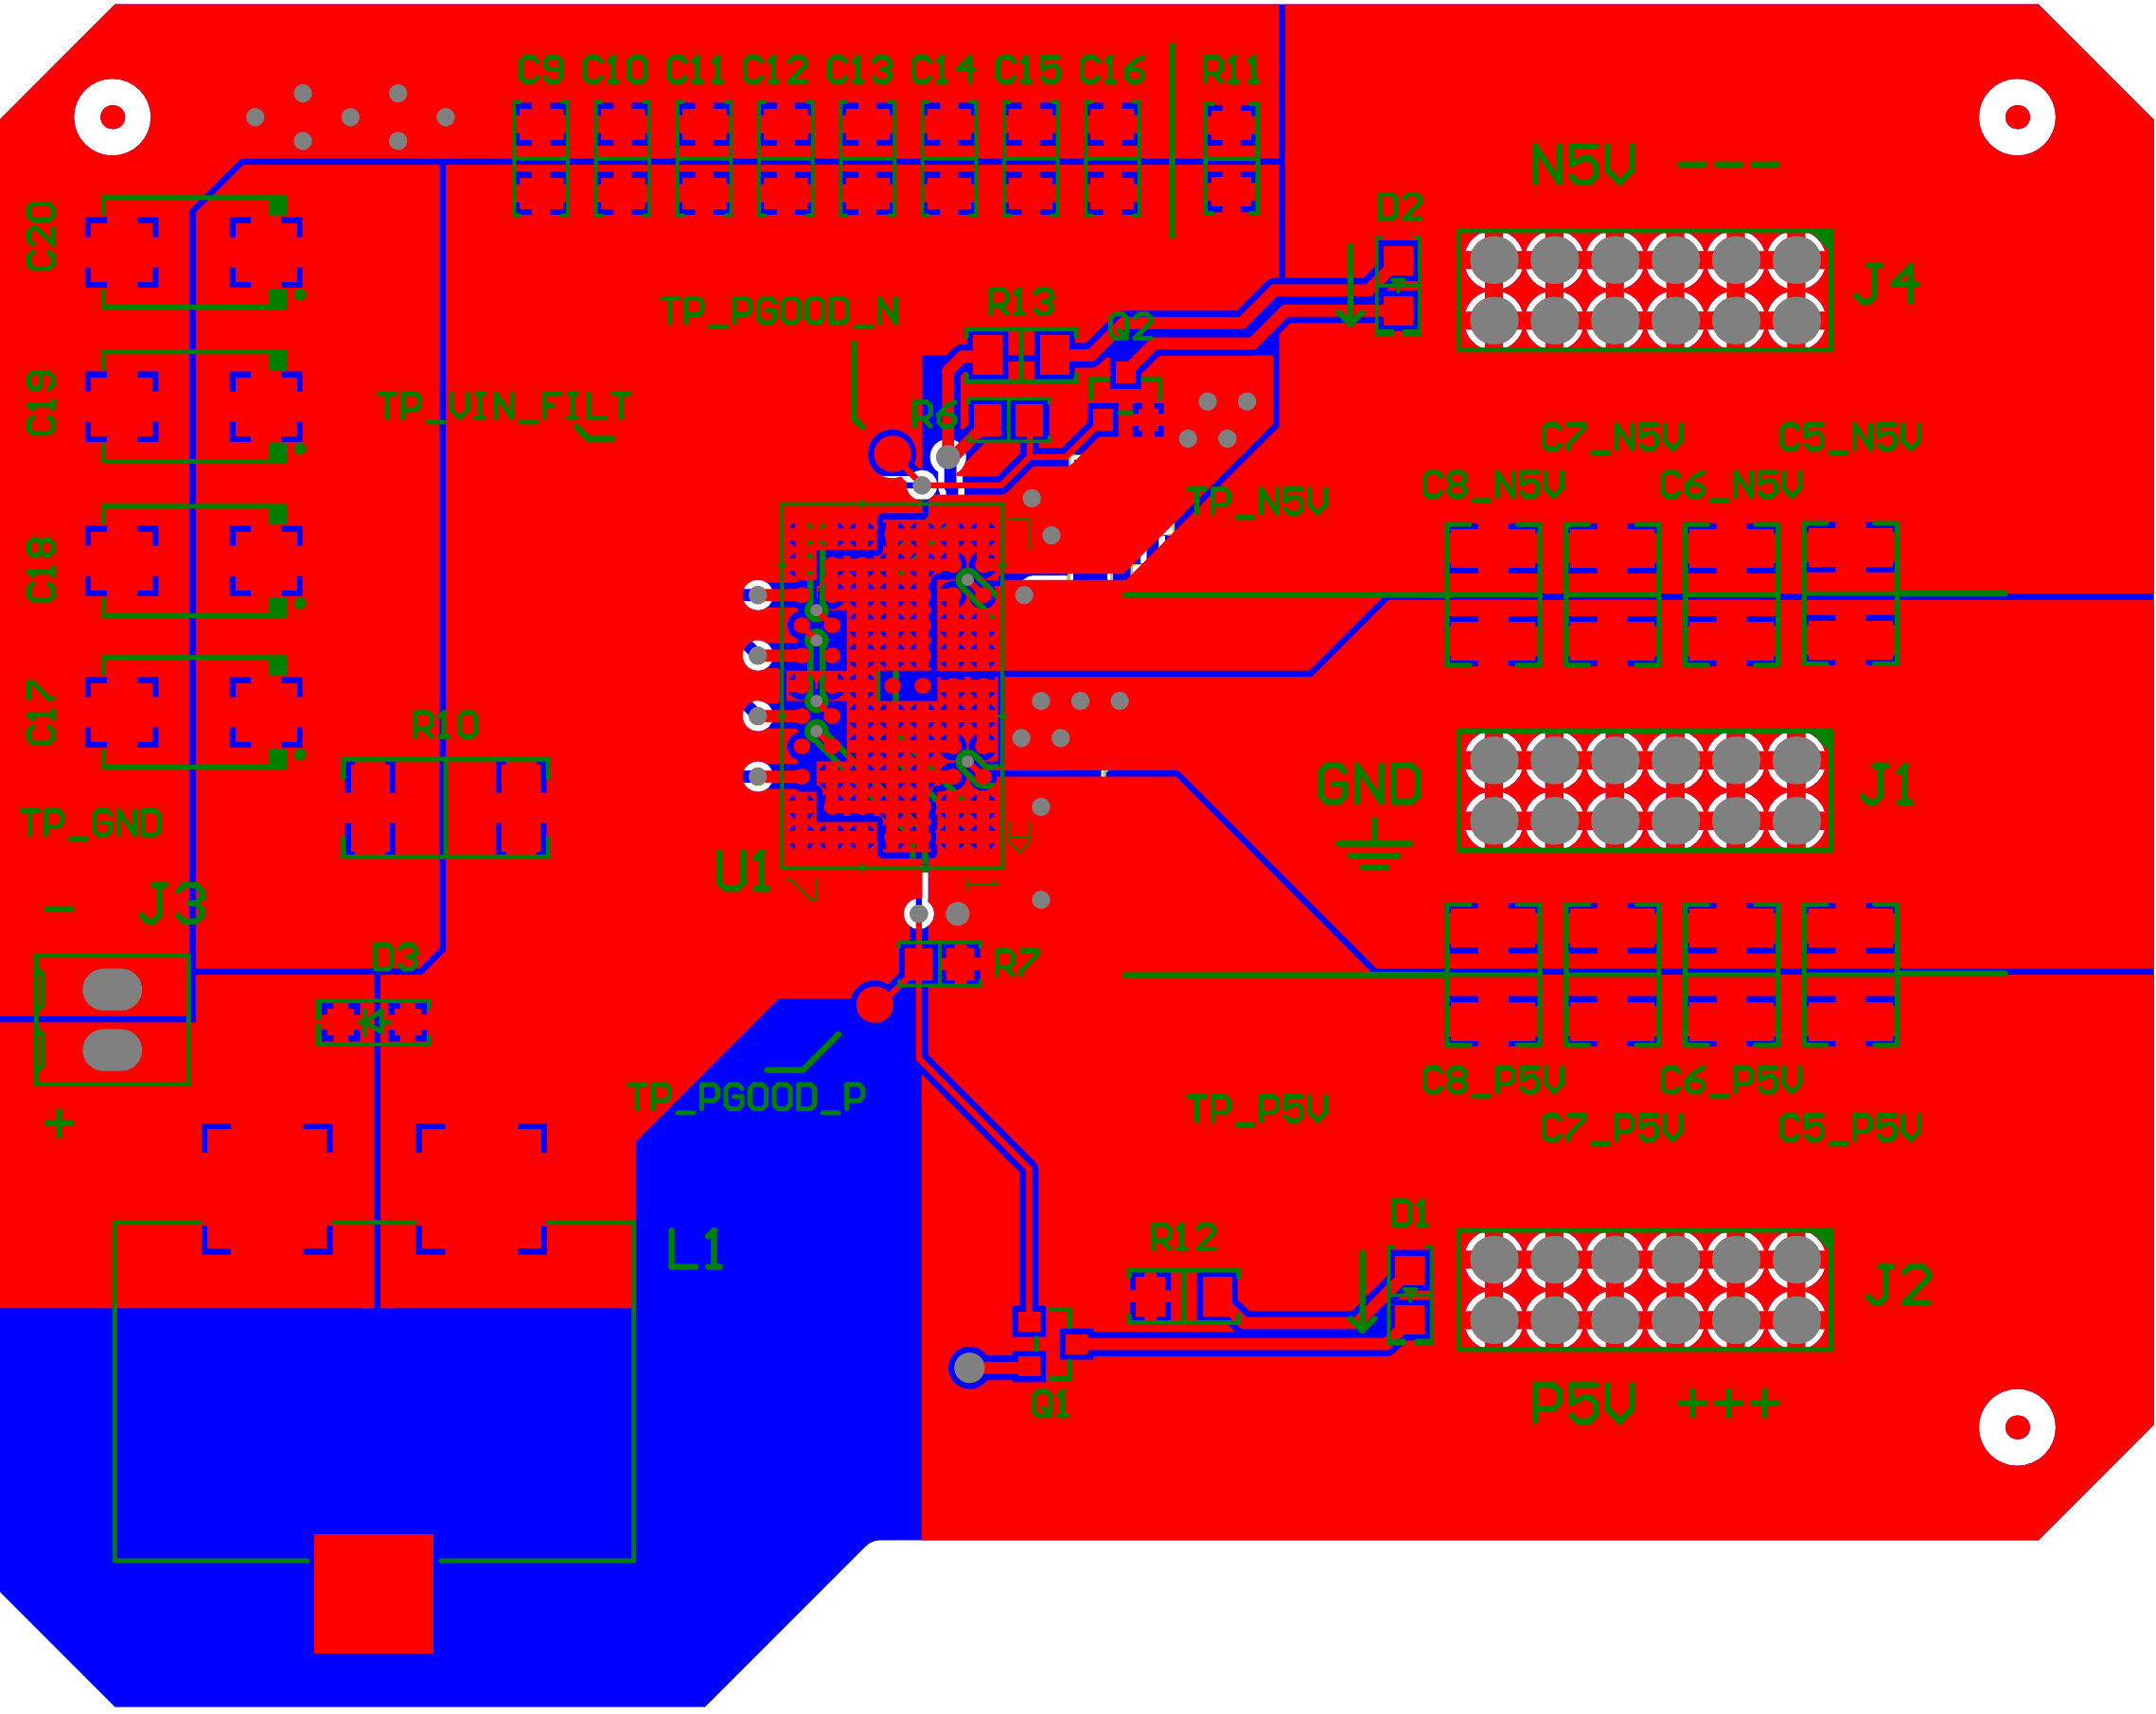 C9 C10 C11 C12 C13 C14 C15 C16 R11
N5V ---
D2
C20
J4
TP_PGOOD_N
R13
Q2
C19
TP_VIN_FILT
R6
C7_N5V C5_N5V
C8_N5V C6_N5V
TP_N5V
C18
C17
R10
GND
J1
TP_GND
U1
- J3
D3
R7
TP_PGOOD_P
TP_P5V
C8_P5V C6_P5V
C7_P5V C5_P5V
+
D1
R12
L1
J2
Q1
P5V +++